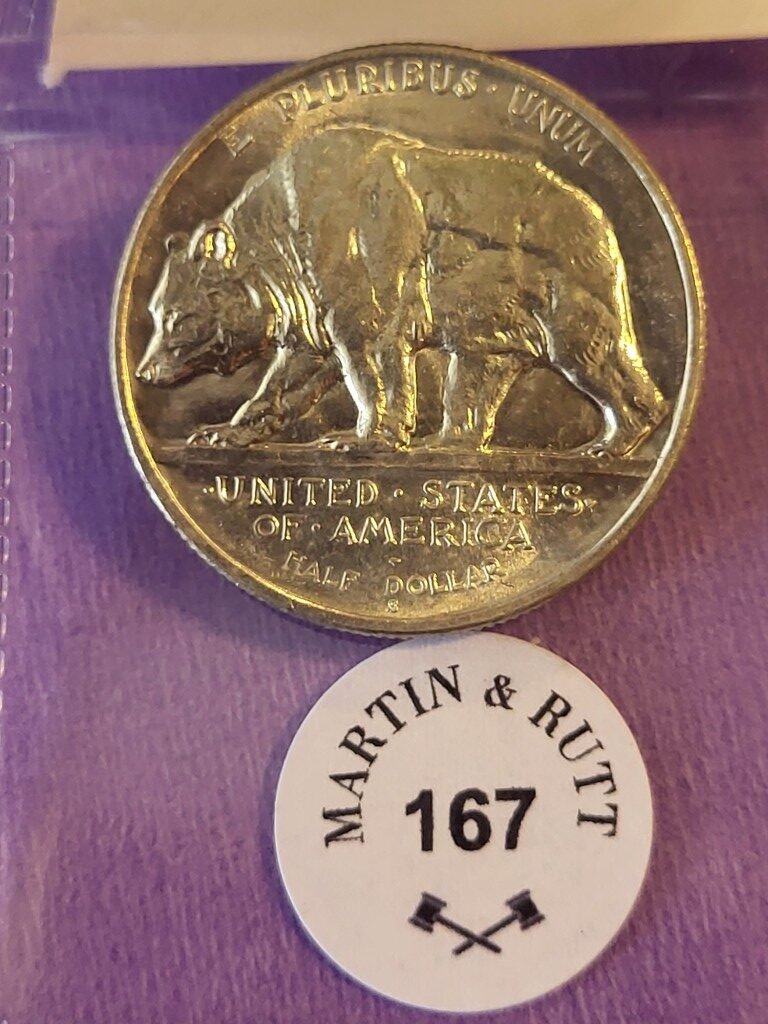 E PLURIBUS · UNUM
· UNITED · STATES ·
OF · AMERICA
HALF DOLLAR
S
MARTIN & RUTT
167